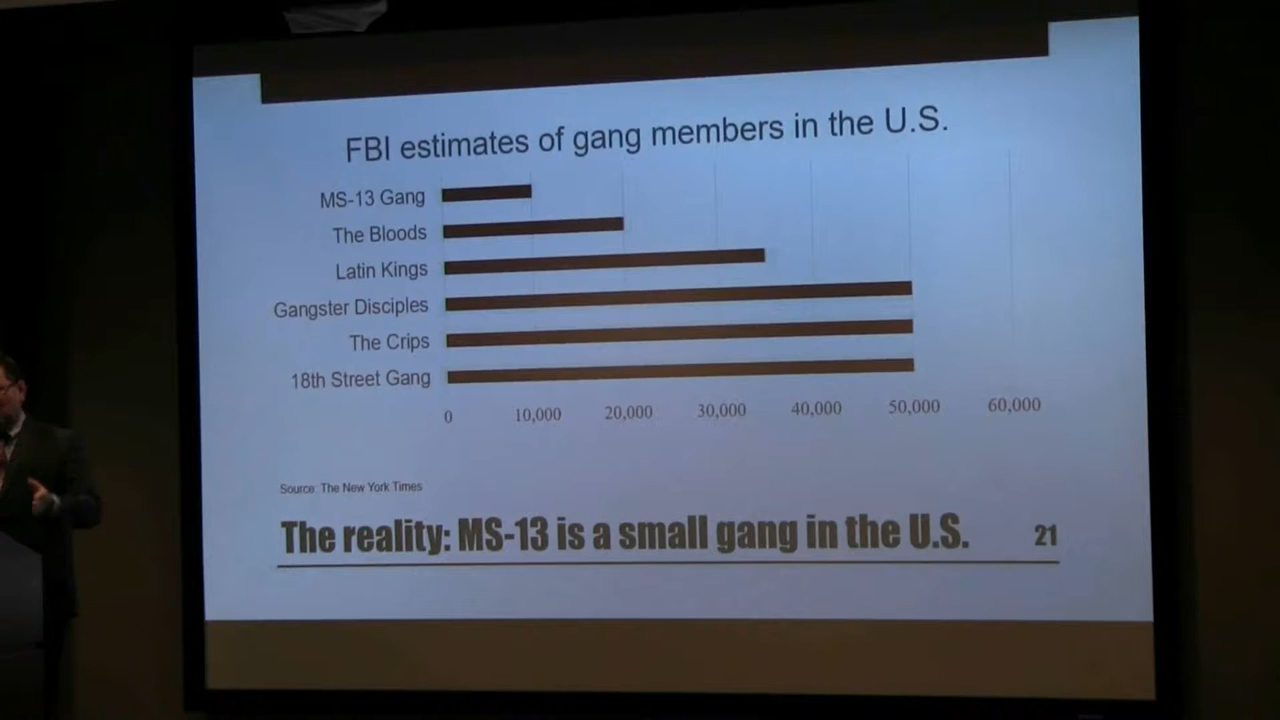 FBI estimates of gang members in the U.S.
MS-13 Gang
The Bloods
Latin Kings
Gangster Disciples
The Crips
18th Street Gang
0 10,000 20,000 30,000 40,000 50,000 60,000
Source: The New York Times
The reality: MS-13 is a small gang in the U.S. 21